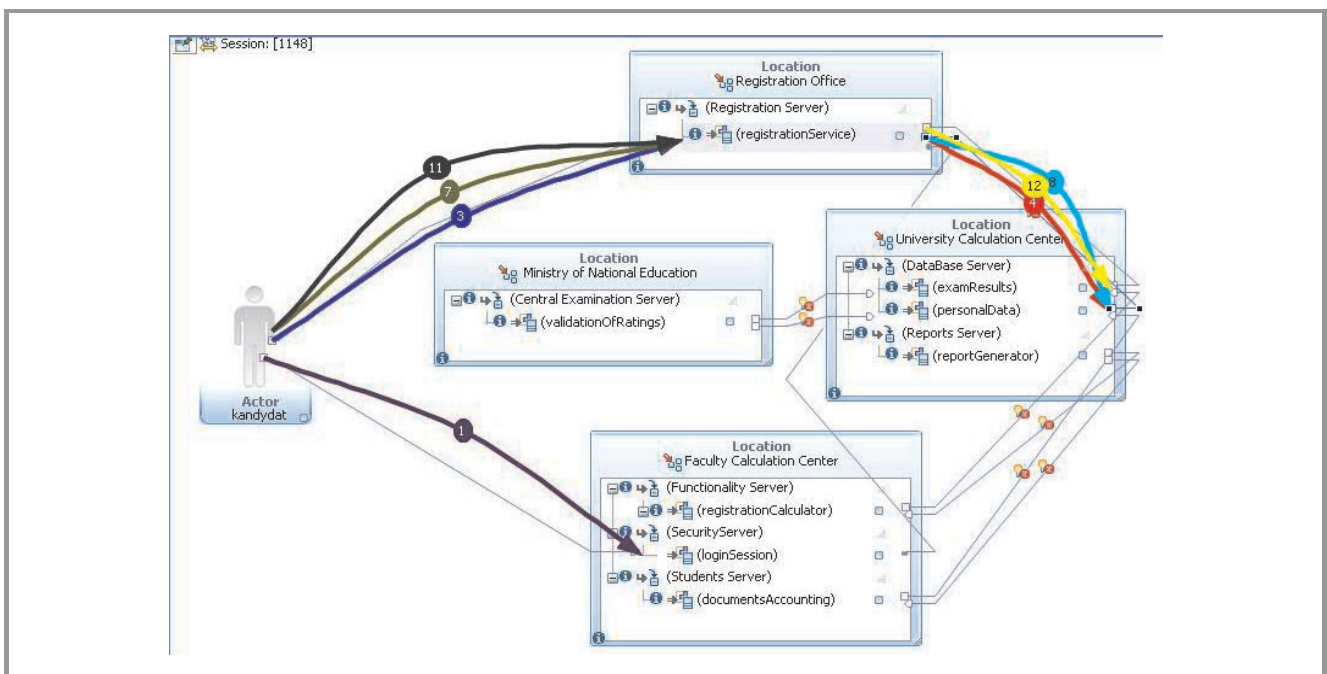 Session: [1148]
Location
Registration Office
(Registration Server)
(registrationService)
11
7
3
12
8
4
Location
University Calculation Center
(DataBase Server)
(examResults)
(personalData)
(Reports Server)
(reportGenerator)
Location
Ministry of National Education
(Central Examination Server)
(validationOfRatings)
Actor
kandydat
1
Location
Faculty Calculation Center
(Functionality Server)
(registrationCalculator)
(SecurityServer)
(loginSession)
(Students Server)
(documentsAccounting)